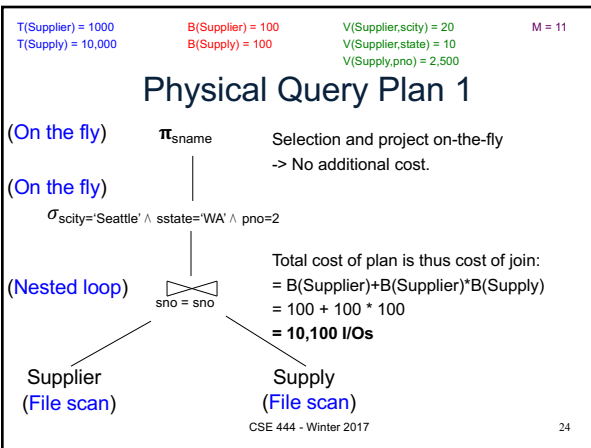 T(Supplier) = 1000 B(Supplier) = 100 V(Supplier,scity) = 20 M = 11
T(Supply) = 10,000 B(Supply) = 100 V(Supplier,state) = 10
V(Supply,pno) = 2,500
Physical Query Plan 1
(On the fly) π sname Selection and project on-the-fly
-> No additional cost.
(On the fly)
σ scity='Seattle' ∧ sstate='WA' ∧ pno=2
Total cost of plan is thus cost of join:
(Nested loop) sno = sno = B(Supplier)+B(Supplier)*B(Supply)
= 100 + 100 * 100
= 10,100 I/Os
Supplier Supply
(File scan) (File scan)
CSE 444 - Winter 2017 24